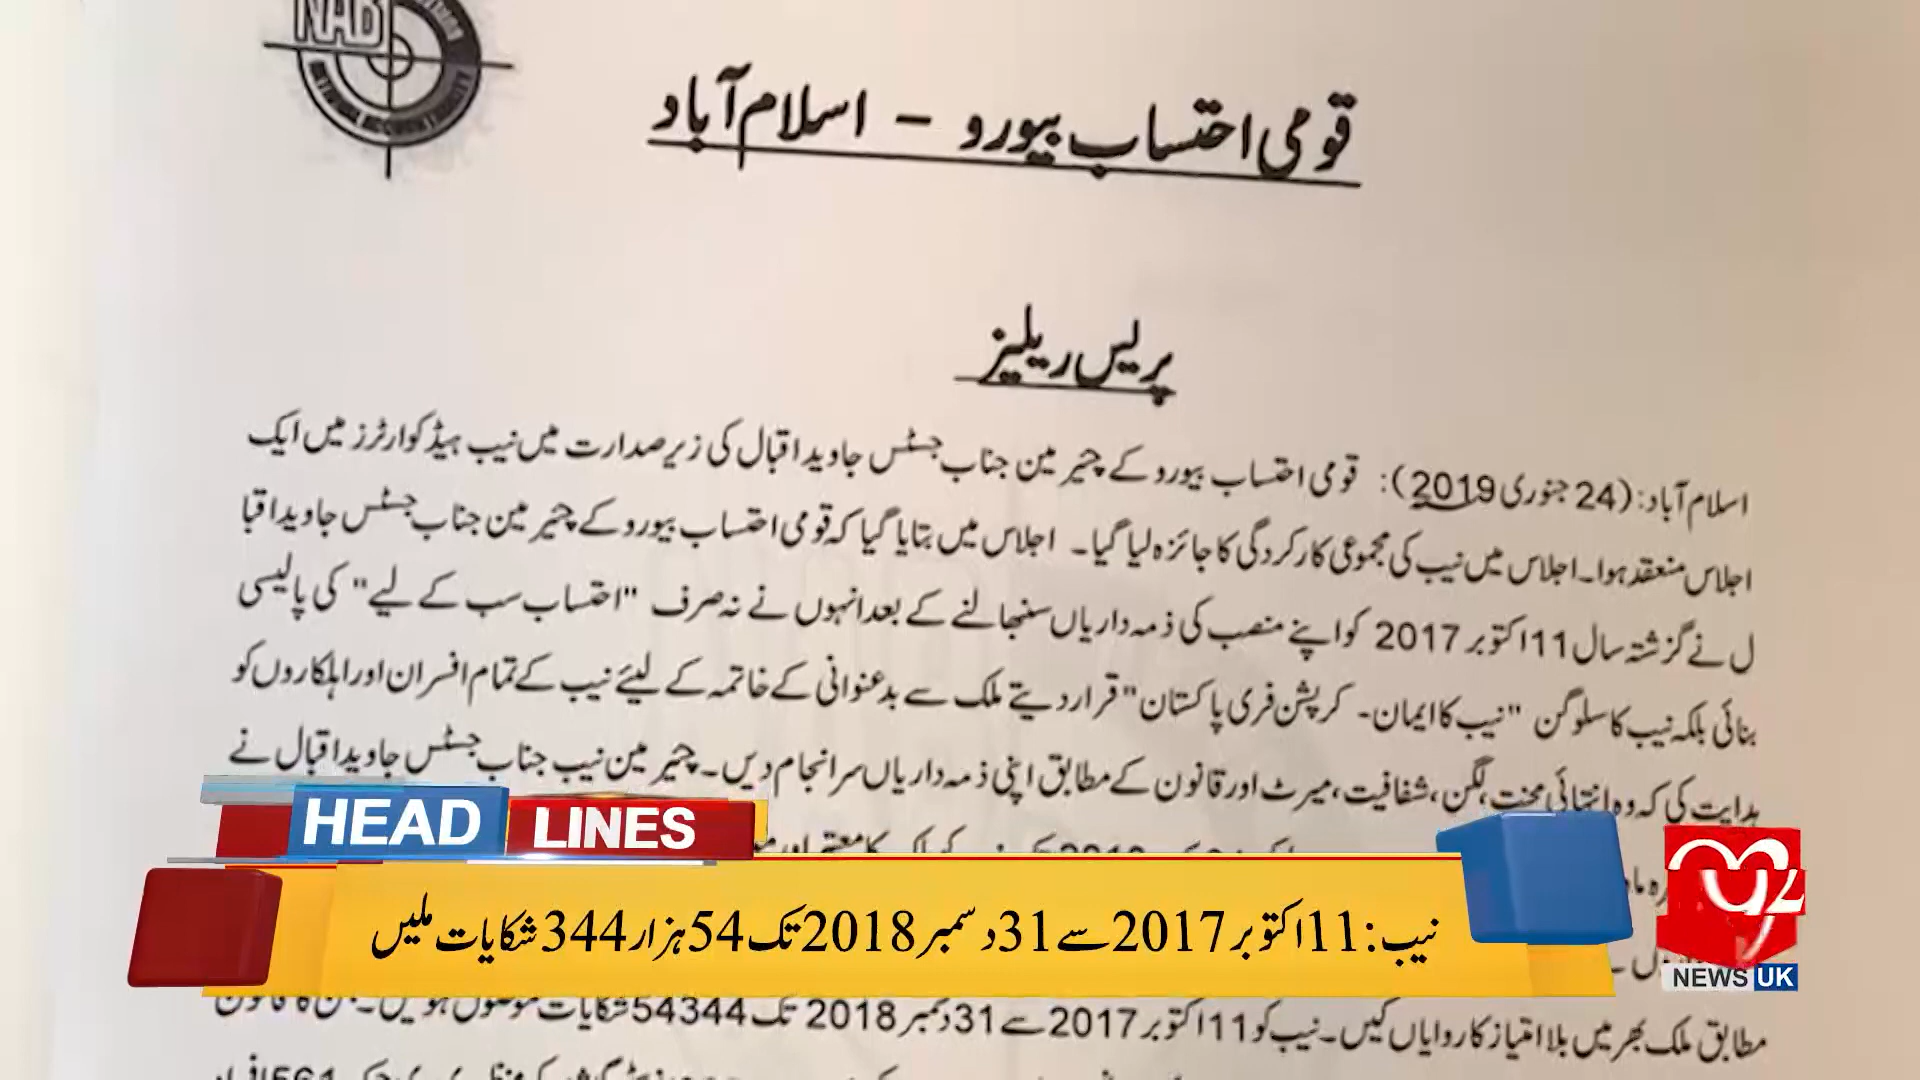 NAB
قومی احتساب بیورو – اسلام آباد
پریس ریلیز
اسلام آباد: (24 جنوری 2019): قومی احتساب بیورو کے چیئرمین جناب جسٹس جاوید اقبال کی زیر صدارت میں نیب ہیڈ کوارٹرز میں ایک
اجلاس منعقد ہوا۔ اجلاس میں نیب کی مجموعی کارکردگی کا جائزہ لیا گیا۔ اجلاس میں بتایا گیا کہ قومی احتساب بیورو کے چیئرمین جناب جسٹس جاوید اقبا
ل نے گزشتہ سال 11 اکتوبر 2017 کو اپنے منصب کی ذمہ داریاں سنبھالنے کے بعد انہوں نے نہ صرف "احتساب سب کے لیے" کی پالیسی
بنائی بلکہ نیب کا سلوگن "نیب کا ایمان- کرپشن فری پاکستان" قرار دیتے ملک سے بدعنوانی کے خاتمہ کے لیئے نیب کے تمام افسران اور اہلکاروں کو
ہدایت کی کہ وہ انتہائی محنت، لگن، شفافیت، میرٹ اور قانون کے مطابق اپنی ذمہ داریاں سرانجام دیں۔ چیئرمین نیب جناب جسٹس جاوید اقبال نے
HEAD LINES
نیب: 11 اکتوبر 2017 سے 31 دسمبر 2018 تک 54 ہزار 344 شکایات ملیں
92
NEWS UK
مطابق ملک بھر میں بلا امتیاز کاروایاں کیں۔ نیب کو 11 اکتوبر 2017 سے 31 دسمبر 2018 تک 54344 شکایات موصول ہوئیں۔